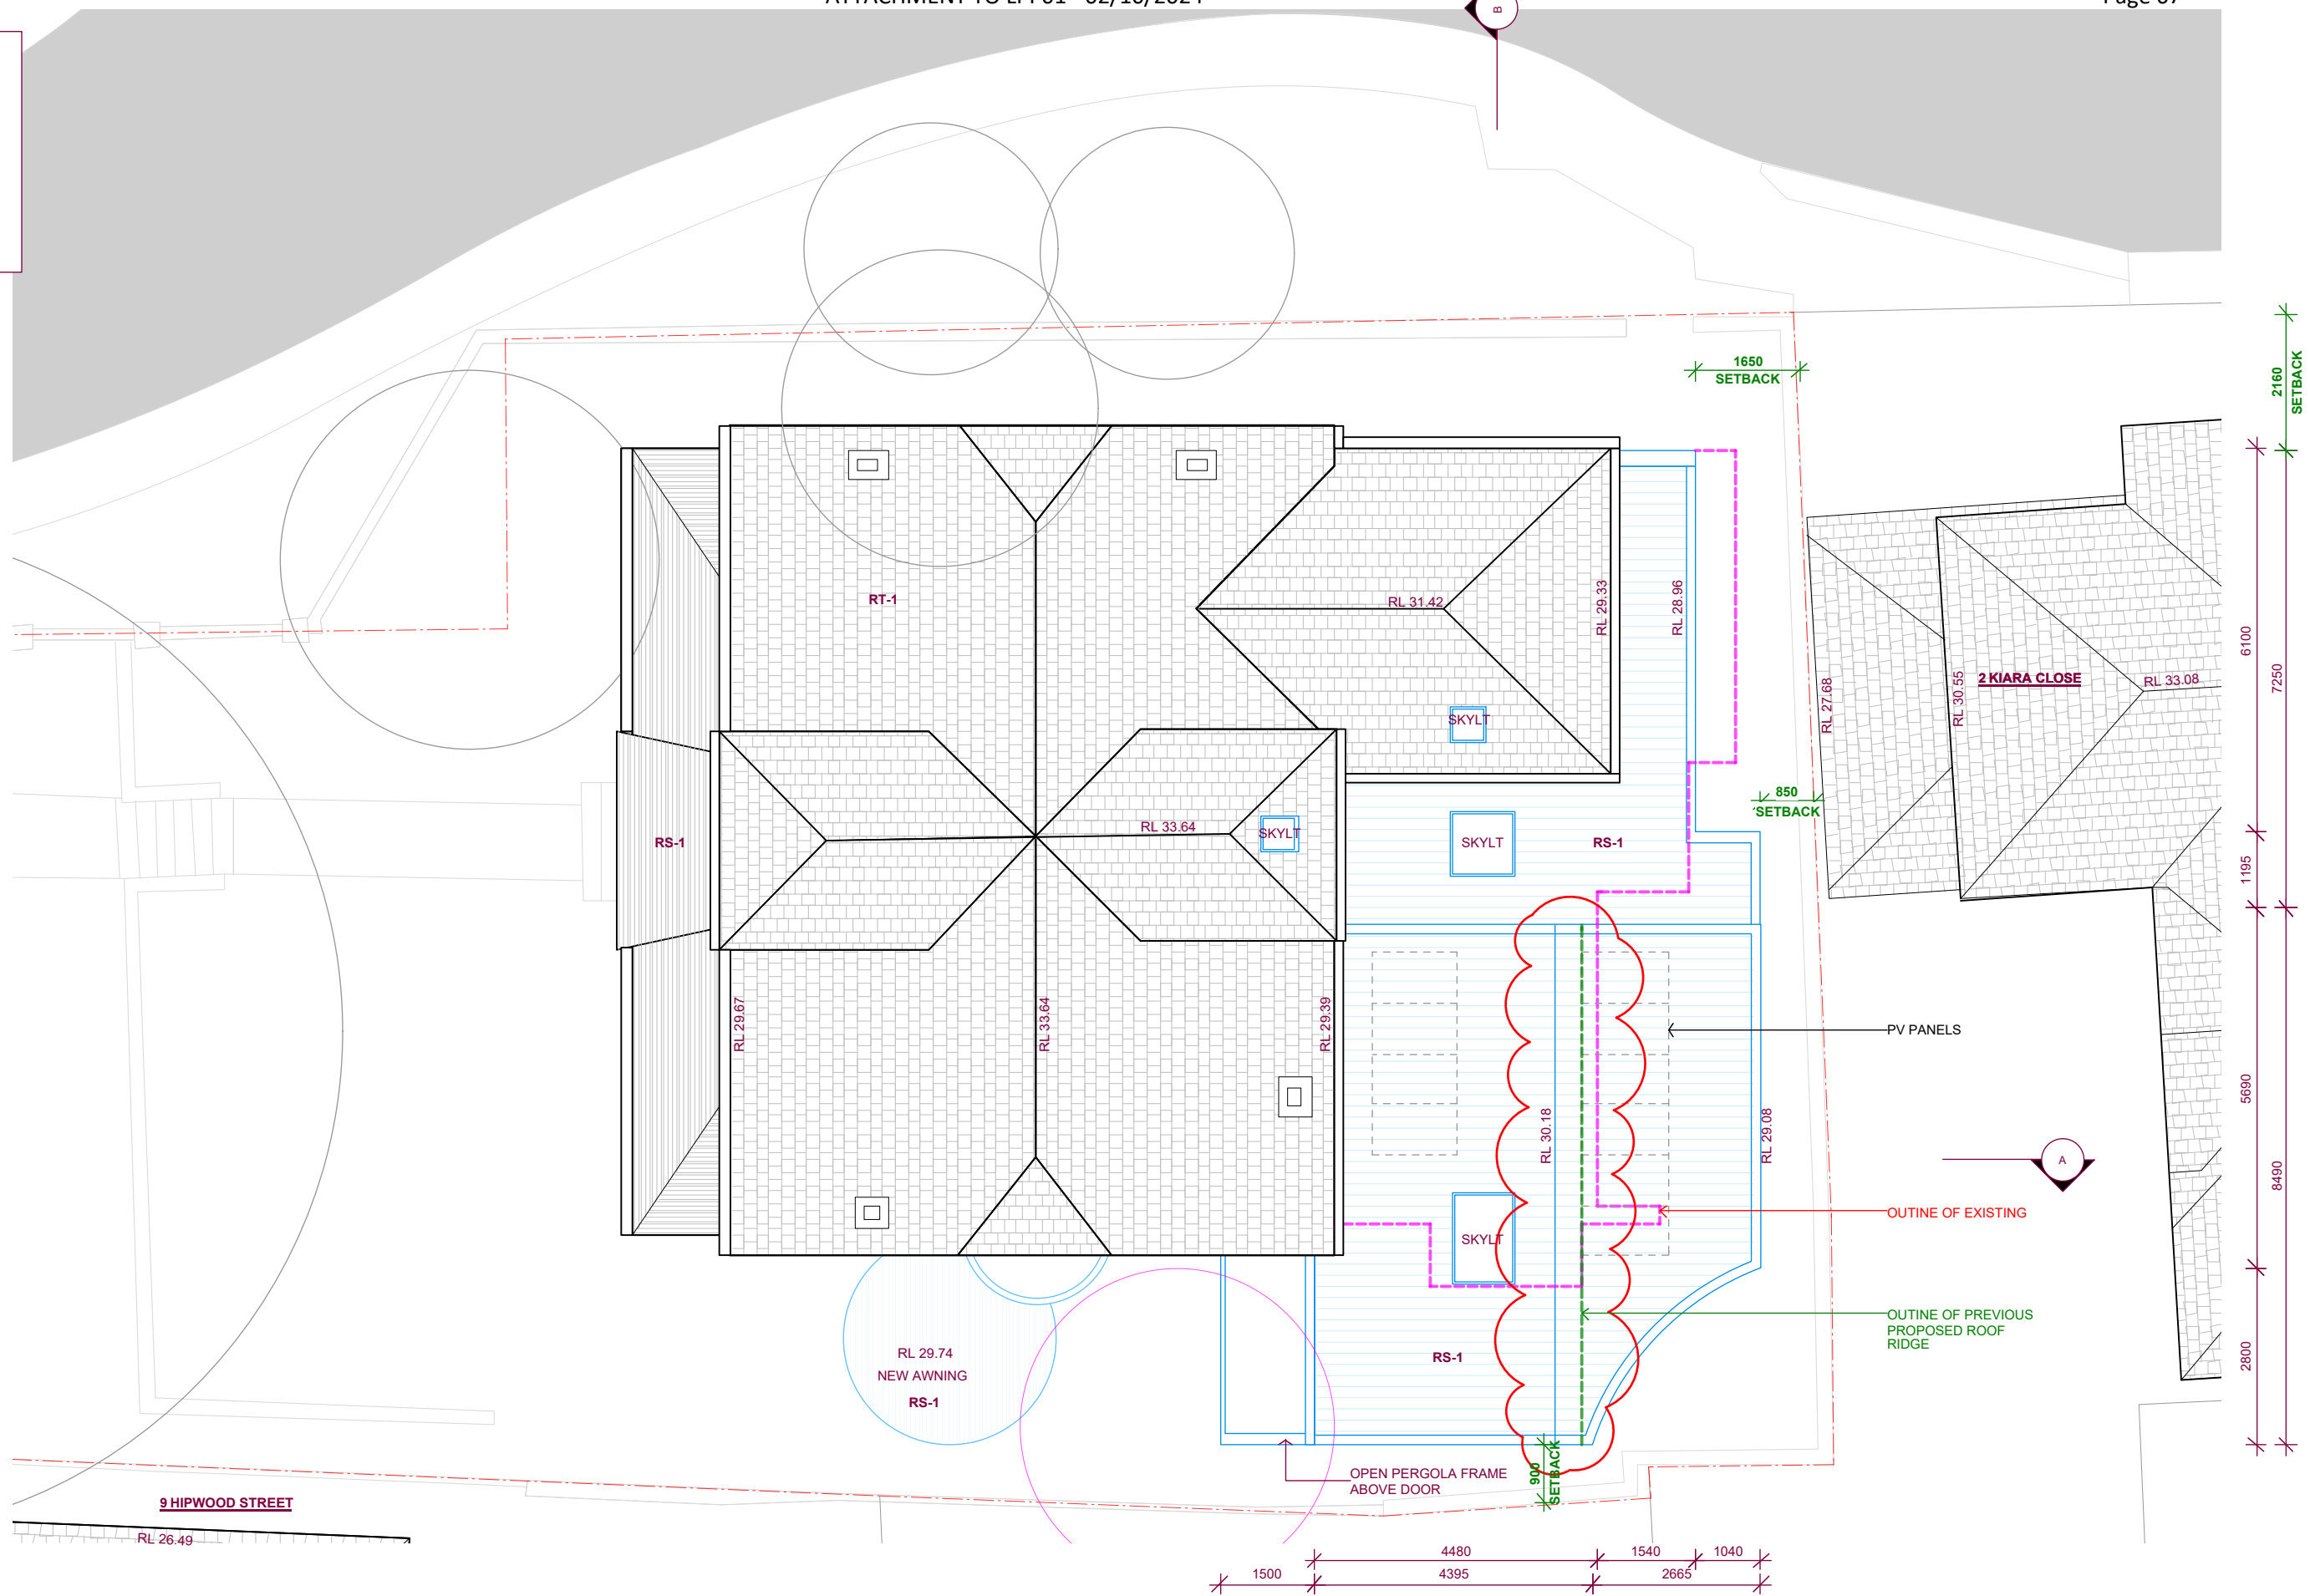 B
1650
SETBACK
2160
SETBACK
RT-1
RL 31.42
RL 29.33
RL 28.96
6100
7250
2 KIARA CLOSE
RL 33.08
RL 27.68
RL 30.55
SKYLT
850
SETBACK
RL 33.64
SKYLT
SKYLT
RS-1
RS-1
1195
RL 29.67
RL 33.64
RL 29.39
PV PANELS
5690
RL 30.18
RL 29.08
A
8490
OUTINE OF EXISTING
SKYLT
OUTINE OF PREVIOUS
PROPOSED ROOF
RIDGE
RL 29.74
NEW AWNING
RS-1
RS-1
2800
900
SETBACK
OPEN PERGOLA FRAME
ABOVE DOOR
9 HIPWOOD STREET
RL 26.49
4480
1540
1040
1500
4395
2665